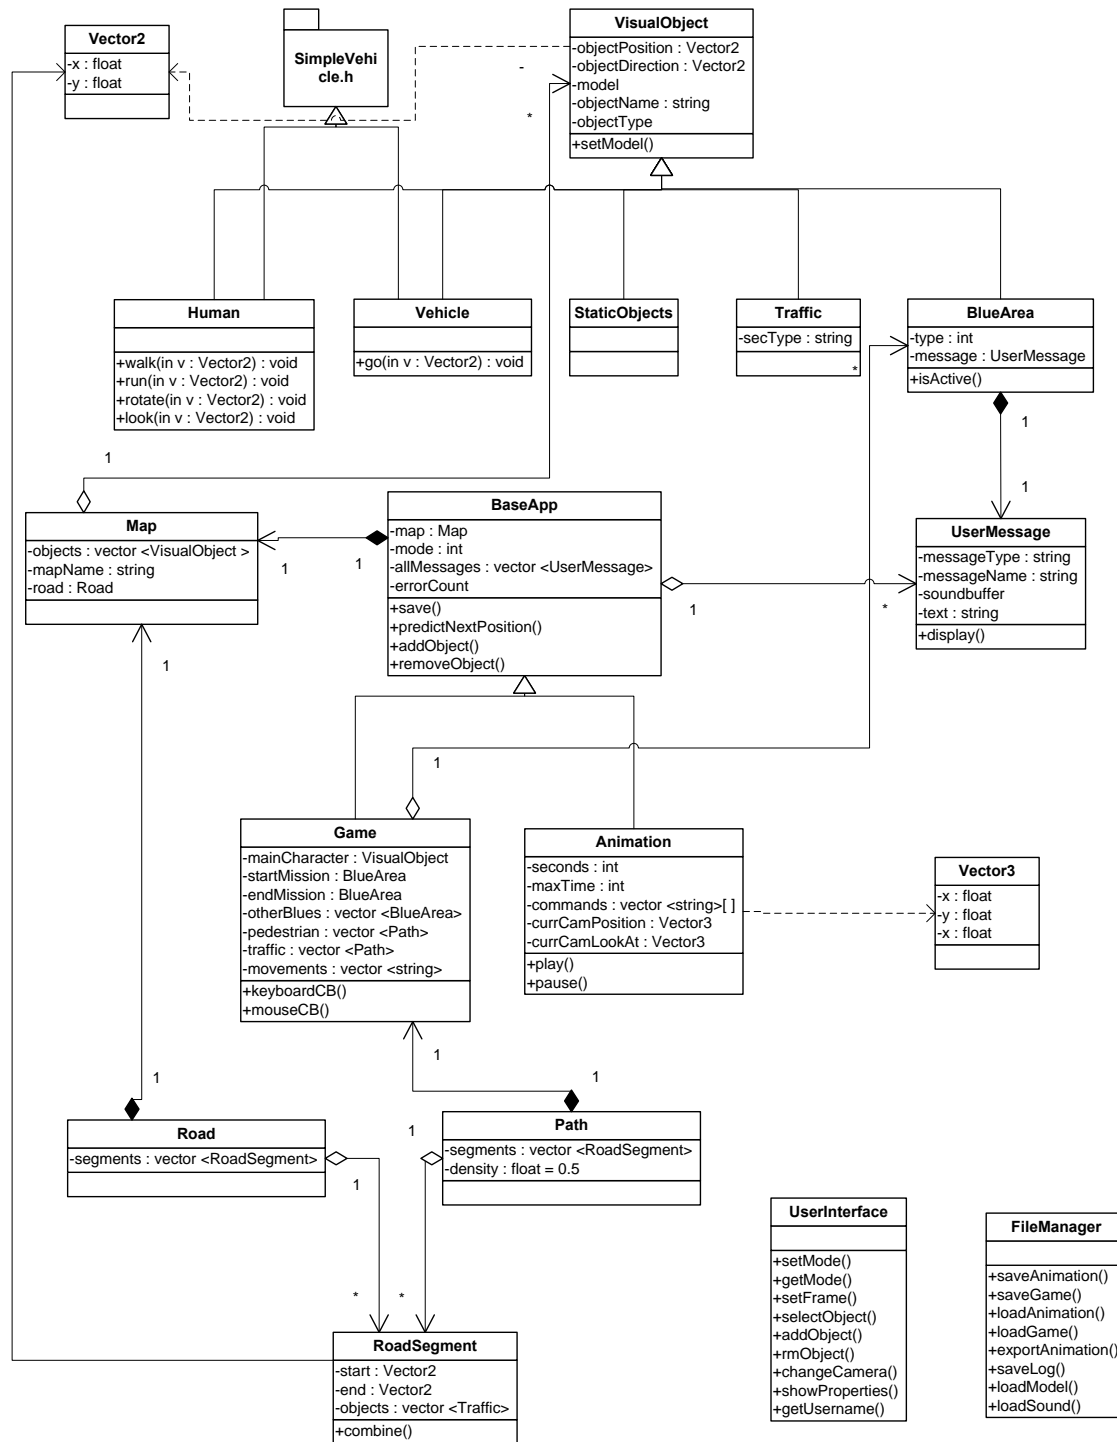 Vector2
-x : float
-y : float
SimpleVehi
cle.h
VisualObject
-objectPosition : Vector2
-objectDirection : Vector2
-model
-objectName : string
-objectType
+setModel()
-
*
Human
+walk(in v : Vector2) : void
+run(in v : Vector2) : void
+rotate(in v : Vector2) : void
+look(in v : Vector2) : void
Vehicle
+go(in v : Vector2) : void
StaticObjects
Traffic
-secType : string
*
BlueArea
-type : int
-message : UserMessage
+isActive()
1
1
1
Map
-objects : vector <VisualObject >
-mapName : string
-road : Road
1
1
BaseApp
-map : Map
-mode : int
-allMessages : vector <UserMessage>
-errorCount
+save()
+predictNextPosition()
+addObject()
+removeObject()
1
*
UserMessage
-messageType : string
-messageName : string
-soundbuffer
-text : string
+display()
1
1
Game
-mainCharacter : VisualObject
-startMission : BlueArea
-endMission : BlueArea
-otherBlues : vector <BlueArea>
-pedestrian : vector <Path>
-traffic : vector <Path>
-movements : vector <string>
+keyboardCB()
+mouseCB()
Animation
-seconds : int
-maxTime : int
-commands : vector <string>[ ]
-currCamPosition : Vector3
-currCamLookAt : Vector3
+play()
+pause()
Vector3
-x : float
-y : float
-x : float
1
1
1
Road
-segments : vector <RoadSegment>
1
1
Path
-segments : vector <RoadSegment>
-density : float = 0.5
*
*
RoadSegment
-start : Vector2
-end : Vector2
-objects : vector <Traffic>
+combine()
UserInterface
+setMode()
+getMode()
+setFrame()
+selectObject()
+addObject()
+rmObject()
+changeCamera()
+showProperties()
+getUsername()
FileManager
+saveAnimation()
+saveGame()
+loadAnimation()
+loadGame()
+exportAnimation()
+saveLog()
+loadModel()
+loadSound()